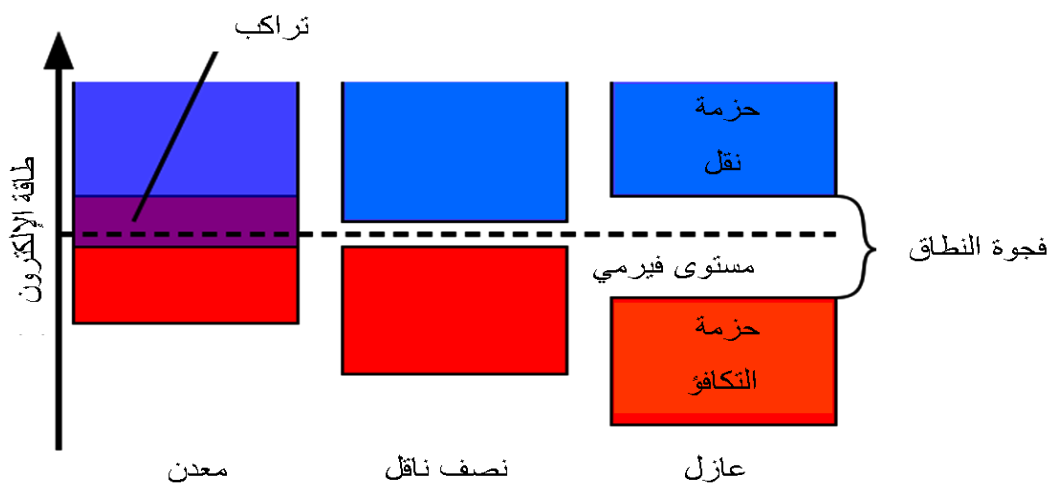 تراكب
حزمة
نقل
طاقة الإلكترون
فجوة النطاق
مستوى فيرمي
حزمة
التكافؤ
معدن
نصف ناقل
عازل